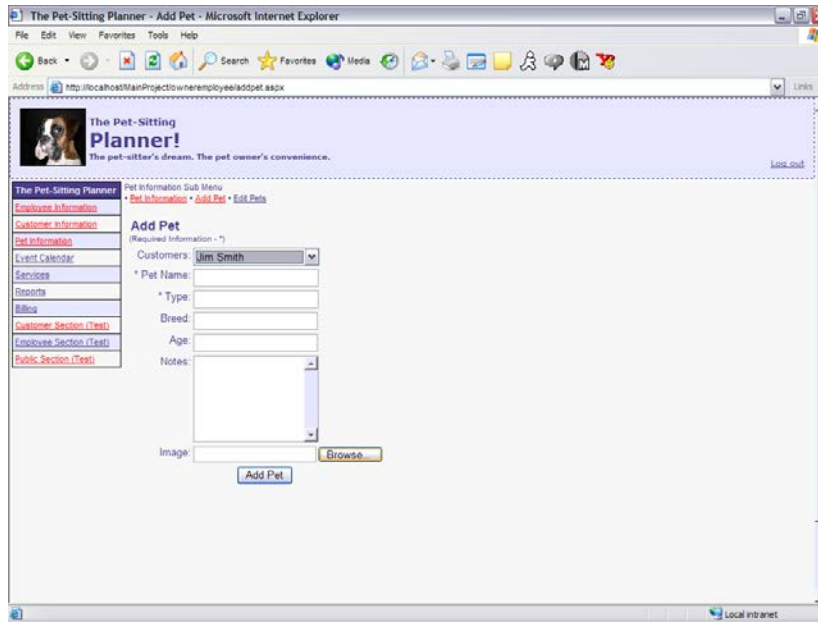 The Pet-Sitting Planner - Add Pet - Microsoft Internet Explorer
File Edit View Favorites Tools Help
Back Search Favorites Media
Address http://localhost/MainProject/owneremployee/addpet.aspx Links
The Pet-Sitting
Planner!
The pet-sitter's dream. The pet owner's convenience.
Log out
The Pet-Sitting Planner
Employee Information
Customer Information
Pet Information
Event Calendar
Services
Reports
Billing
Customer Section (Test)
Employee Section (Test)
Public Section (Test)
Pet Information Sub Menu
• Pet Information • Add Pet • Edit Pets
Add Pet
(Required Information - *)
Customers: Jim Smith
* Pet Name:
* Type:
Breed:
Age:
Notes:
Image: Browse...
Add Pet
Local intranet